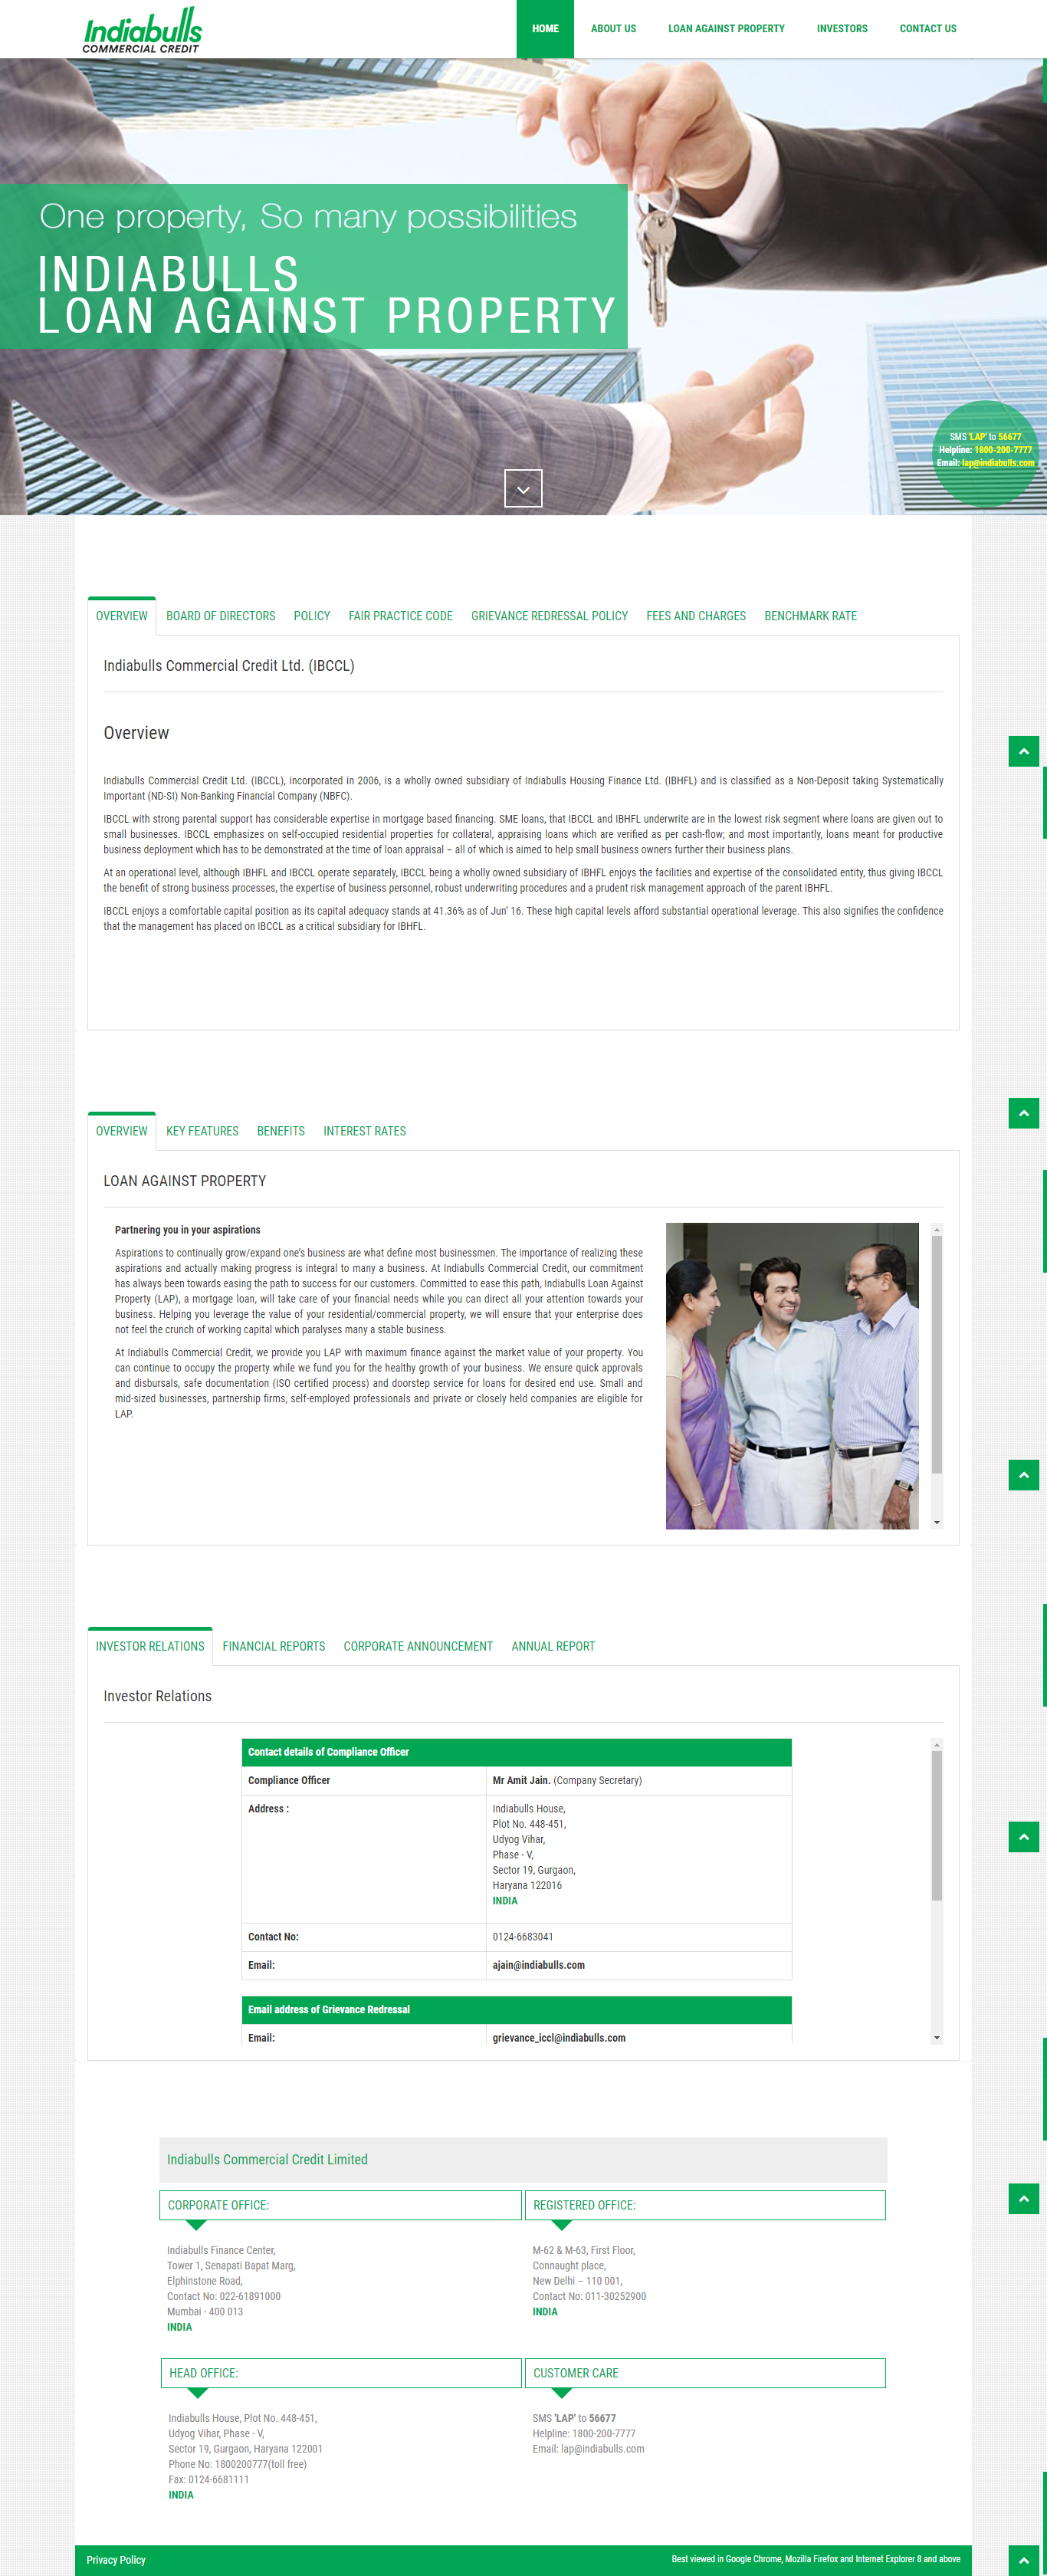 Indiabulls
COMMERCIAL CREDIT
HOME
ABOUT US
LOAN AGAINST PROPERTY
INVESTORS
CONTACT US
One property, So many possibilities
INDIABULLS
LOAN AGAINST PROPERTY
SMS 'LAP' to 56677
Helpline: 1800-200-7777
Email: lap@indiabulls.com
OVERVIEW
BOARD OF DIRECTORS
POLICY
FAIR PRACTICE CODE
GRIEVANCE REDRESSAL POLICY
FEES AND CHARGES
BENCHMARK RATE
Indiabulls Commercial Credit Ltd. (IBCCL)
Overview
Indiabulls Commercial Credit Ltd. (IBCCL), incorporated in 2006, is a wholly owned subsidiary of Indiabulls Housing Finance Ltd. (IBHFL) and is classified as a Non-Deposit taking Systematically
Important (ND-SI) Non-Banking Financial Company (NBFC).
IBCCL with strong parental support has considerable expertise in mortgage based financing. SME loans, that IBCCL and IBHFL underwrite are in the lowest risk segment where loans are given out to
small businesses. IBCCL emphasizes on self-occupied residential properties for collateral, appraising loans which are verified as per cash-flow; and most importantly, loans meant for productive
business deployment which has to be demonstrated at the time of loan appraisal – all of which is aimed to help small business owners further their business plans.
At an operational level, although IBHFL and IBCCL operate separately, IBCCL being a wholly owned subsidiary of IBHFL enjoys the facilities and expertise of the consolidated entity, thus giving IBCCL
the benefit of strong business processes, the expertise of business personnel, robust underwriting procedures and a prudent risk management approach of the parent IBHFL.
IBCCL enjoys a comfortable capital position as its capital adequacy stands at 41.36% as of Jun' 16. These high capital levels afford substantial operational leverage. This also signifies the confidence
that the management has placed on IBCCL as a critical subsidiary for IBHFL.
OVERVIEW
KEY FEATURES
BENEFITS
INTEREST RATES
LOAN AGAINST PROPERTY
Partnering you in your aspirations
Aspirations to continually grow/expand one's business are what define most businessmen. The importance of realizing these
aspirations and actually making progress is integral to many a business. At Indiabulls Commercial Credit, our commitment
has always been towards easing the path to success for our customers. Committed to ease this path, Indiabulls Loan Against
Property (LAP), a mortgage loan, will take care of your financial needs while you can direct all your attention towards your
business. Helping you leverage the value of your residential/commercial property, we will ensure that your enterprise does
not feel the crunch of working capital which paralyses many a stable business.
At Indiabulls Commercial Credit, we provide you LAP with maximum finance against the market value of your property. You
can continue to occupy the property while we fund you for the healthy growth of your business. We ensure quick approvals
and disbursals, safe documentation (ISO certified process) and doorstep service for loans for desired end use. Small and
mid-sized businesses, partnership firms, self-employed professionals and private or closely held companies are eligible for
LAP.
INVESTOR RELATIONS
FINANCIAL REPORTS
CORPORATE ANNOUNCEMENT
ANNUAL REPORT
Investor Relations
Contact details of Compliance Officer
Compliance Officer
Mr Amit Jain. (Company Secretary)
Address :
Indiabulls House,
Plot No. 448-451,
Udyog Vihar,
Phase - V,
Sector 19, Gurgaon,
Haryana 122016
INDIA
Contact No:
0124-6683041
Email:
ajain@indiabulls.com
Email address of Grievance Redressal
Email:
grievance_iccl@indiabulls.com
Indiabulls Commercial Credit Limited
CORPORATE OFFICE:
Indiabulls Finance Center,
Tower 1, Senapati Bapat Marg,
Elphinstone Road,
Contact No: 022-61891000
Mumbai - 400 013
INDIA
REGISTERED OFFICE:
M-62 & M-63, First Floor,
Connaught place,
New Delhi – 110 001,
Contact No: 011-30252900
INDIA
HEAD OFFICE:
Indiabulls House, Plot No. 448-451,
Udyog Vihar, Phase - V,
Sector 19, Gurgaon, Haryana 122001
Phone No: 1800200777(toll free)
Fax: 0124-6681111
INDIA
CUSTOMER CARE
SMS 'LAP' to 56677
Helpline: 1800-200-7777
Email: lap@indiabulls.com
Privacy Policy
Best viewed in Google Chrome, Mozilla Firefox and Internet Explorer 8 and above